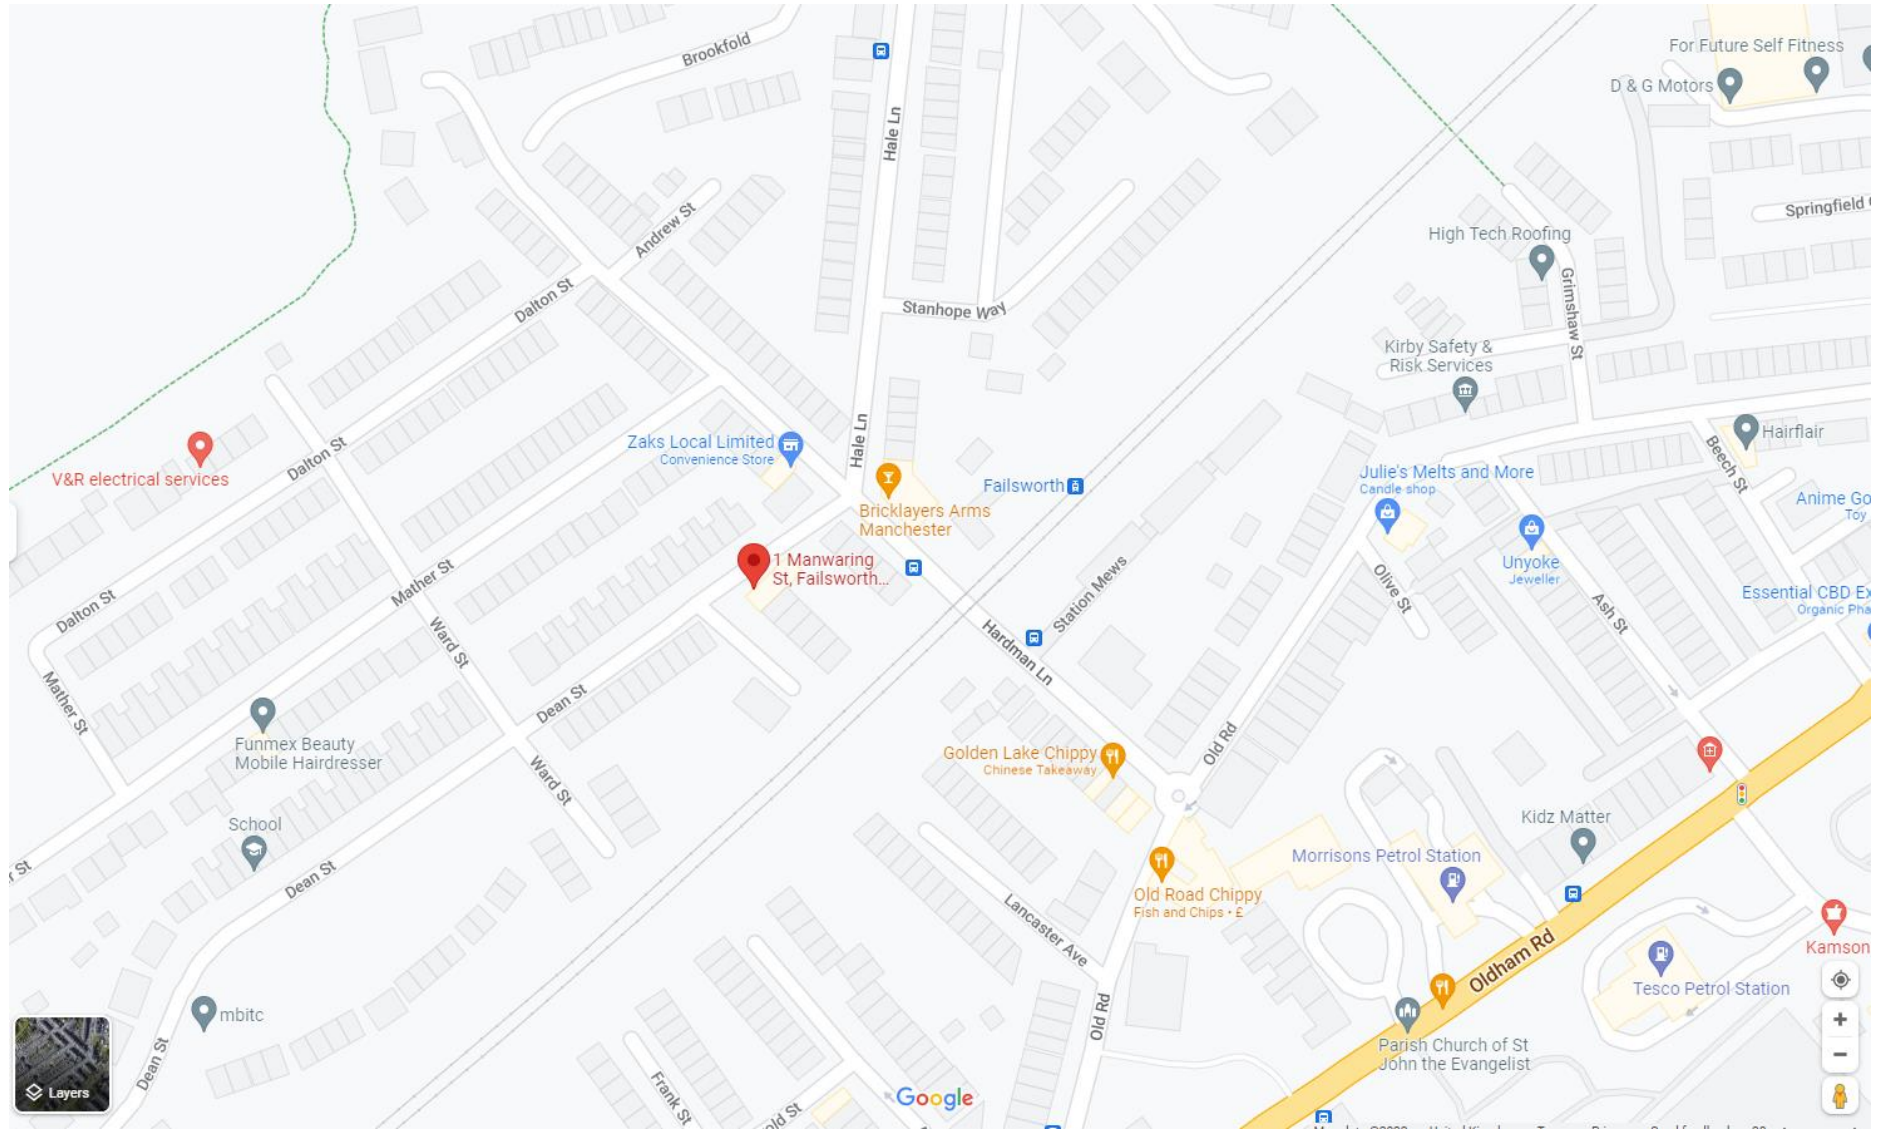 For Future Self Fitness
Brookfold
D & G Motors
Hale Ln
Springfield
Andrew St
High Tech Roofing
Dalton St
Stanhope Way
Grimshaw St
Kirby Safety &
Risk Services
Hale Ln
Zaks Local Limited
Convenience Store
Hairflair
Beech St
Dalton St
V&R electrical services
Failsworth
Julie's Melts and More
Candle shop
Anime Go
Toy
Bricklayers Arms
Manchester
1 Manwaring
St, Failsworth...
Unyoke
Jeweller
Mather St
Station Mews
Olive St
Ash St
Essential CBD Ex
Organic Pha
Dalton St
Ward St
Hardman Ln
Mather St
Dean St
Funmex Beauty
Mobile Hairdresser
Ward St
Old Rd
Golden Lake Chippy
Chinese Takeaway
School
Kidz Matter
Morrisons Petrol Station
St
Dean St
Old Road Chippy
Fish and Chips • £
Lancaster Ave
Oldham Rd
Kamson
Tesco Petrol Station
mbitc
Old Rd
Parish Church of St
John the Evangelist
Dean St
Layers
Frank St
old St
Google